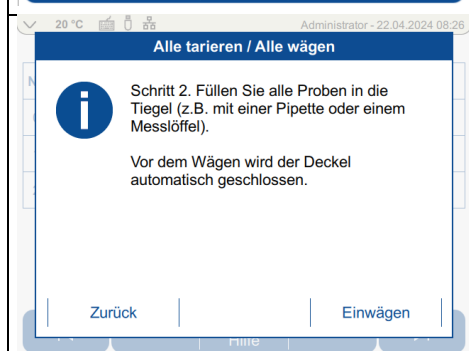 20 °C Administrator - 22.04.2024 08:26
Alle tarieren / Alle wägen
Schritt 2. Füllen Sie alle Proben in die
Tiegel (z.B. mit einer Pipette oder einem
Messlöffel).
Vor dem Wägen wird der Deckel
automatisch geschlossen.
Zurück Einwägen
Hilfe